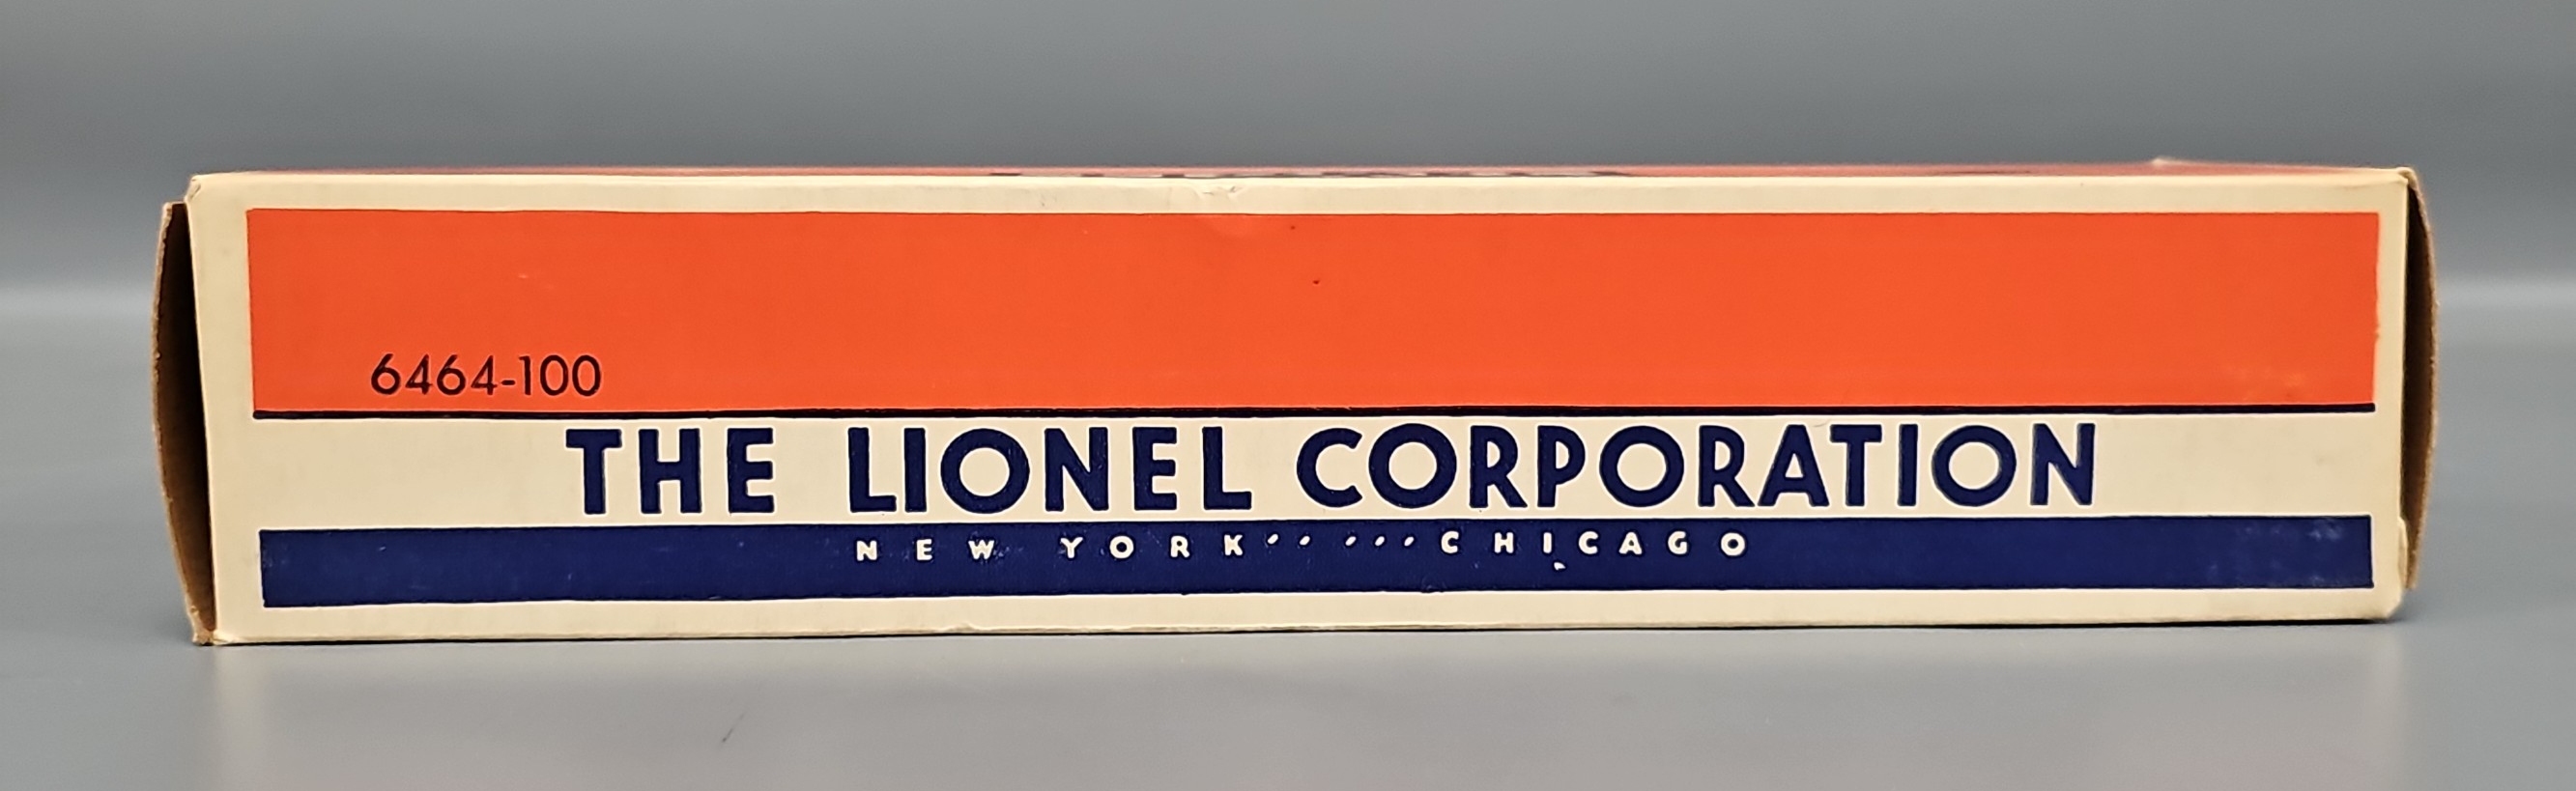 6464-100
THE LIONEL CORPORATION
NEW YORK ····· CHICAGO